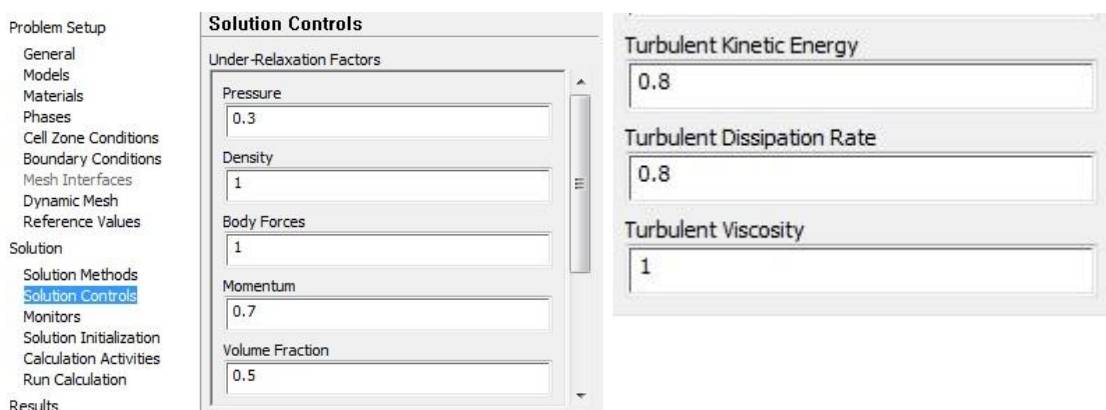 Problem Setup
General
Models
Materials
Phases
Cell Zone Conditions
Boundary Conditions
Mesh Interfaces
Dynamic Mesh
Reference Values
Solution
Solution Methods
Solution Controls
Monitors
Solution Initialization
Calculation Activities
Run Calculation
Results
Solution Controls
Under-Relaxation Factors
Pressure
0.3
Density
1
Body Forces
1
Momentum
0.7
Volume Fraction
0.5
Turbulent Kinetic Energy
0.8
Turbulent Dissipation Rate
0.8
Turbulent Viscosity
1